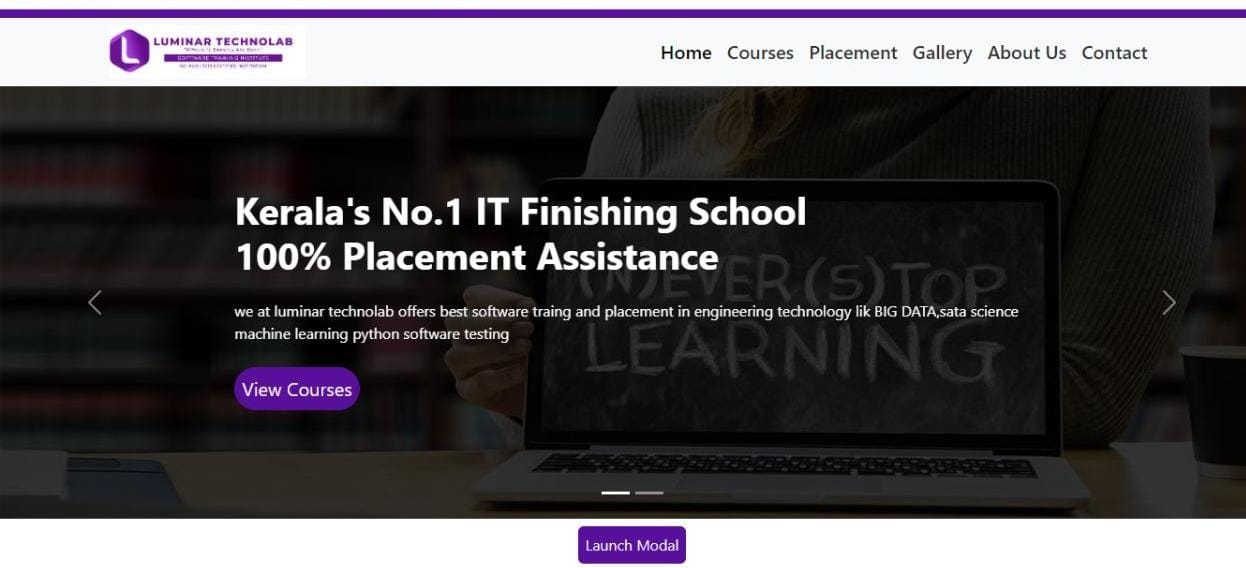 LUMINAR TECHNOLAB
SOFTWARE TRAINING INSTITUTE
Home Courses Placement Gallery About Us Contact
Kerala's No.1 IT Finishing School
100% Placement Assistance
(N)EVER (S)TOP
LEARNING
we at luminar technolab offers best software traing and placement in engineering technology lik BIG DATA,sata science
machine learning python software testing
View Courses
Launch Modal